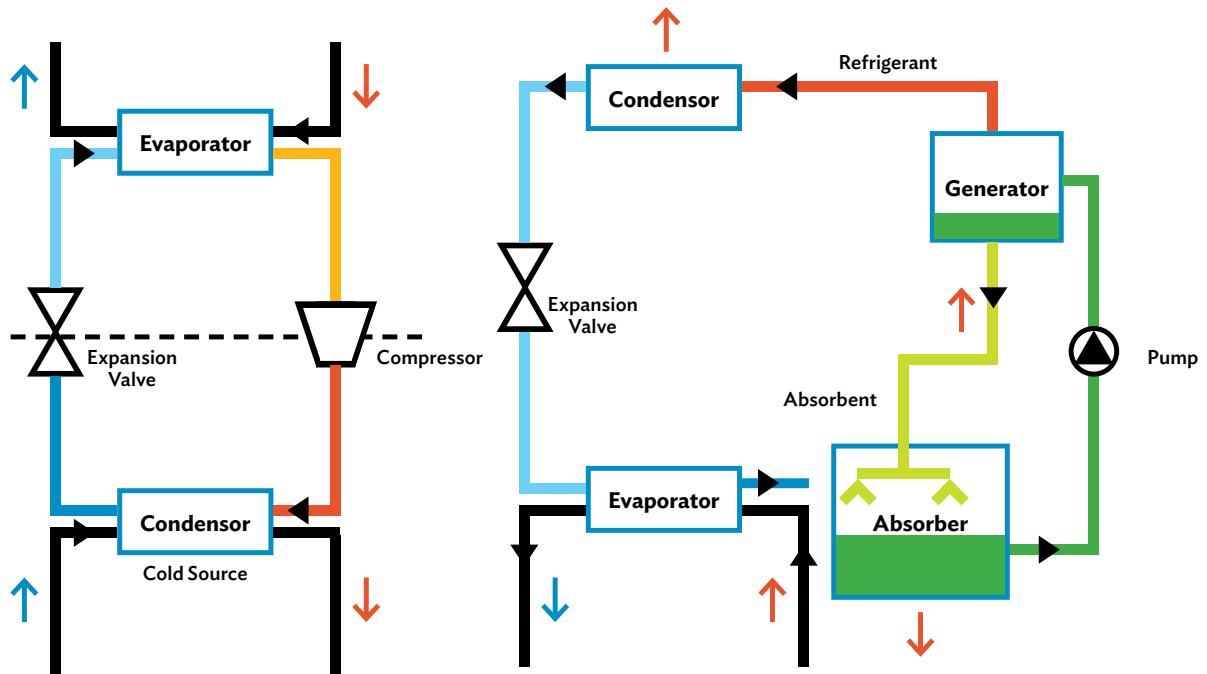 Evaporator
Expansion
Valve
Compressor
Condensor
Cold Source
Refrigerant
Condensor
Generator
Expansion
Valve
Pump
Absorbent
Evaporator
Absorber